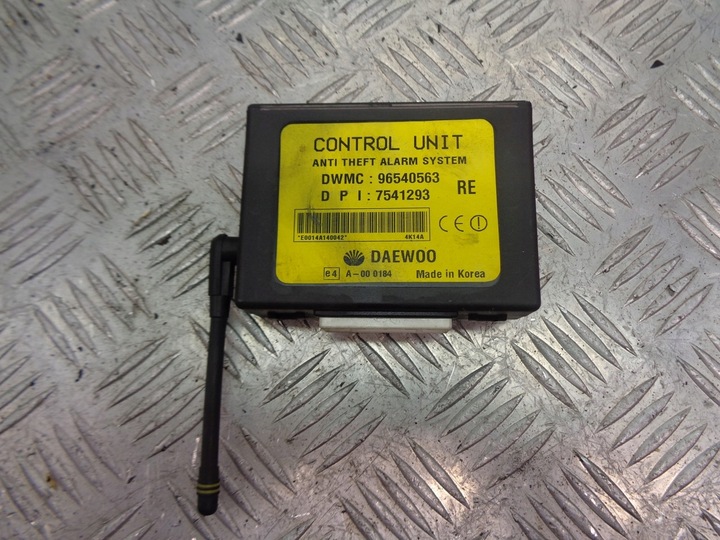 CONTROL UNIT
ANTI THEFT ALARM SYSTEM
DWMC : 96540563
D P I : 7541293 RE
"E0014A140042" 4K14A
CE
DAEWOO
e4 A-00 0184 Made in Korea